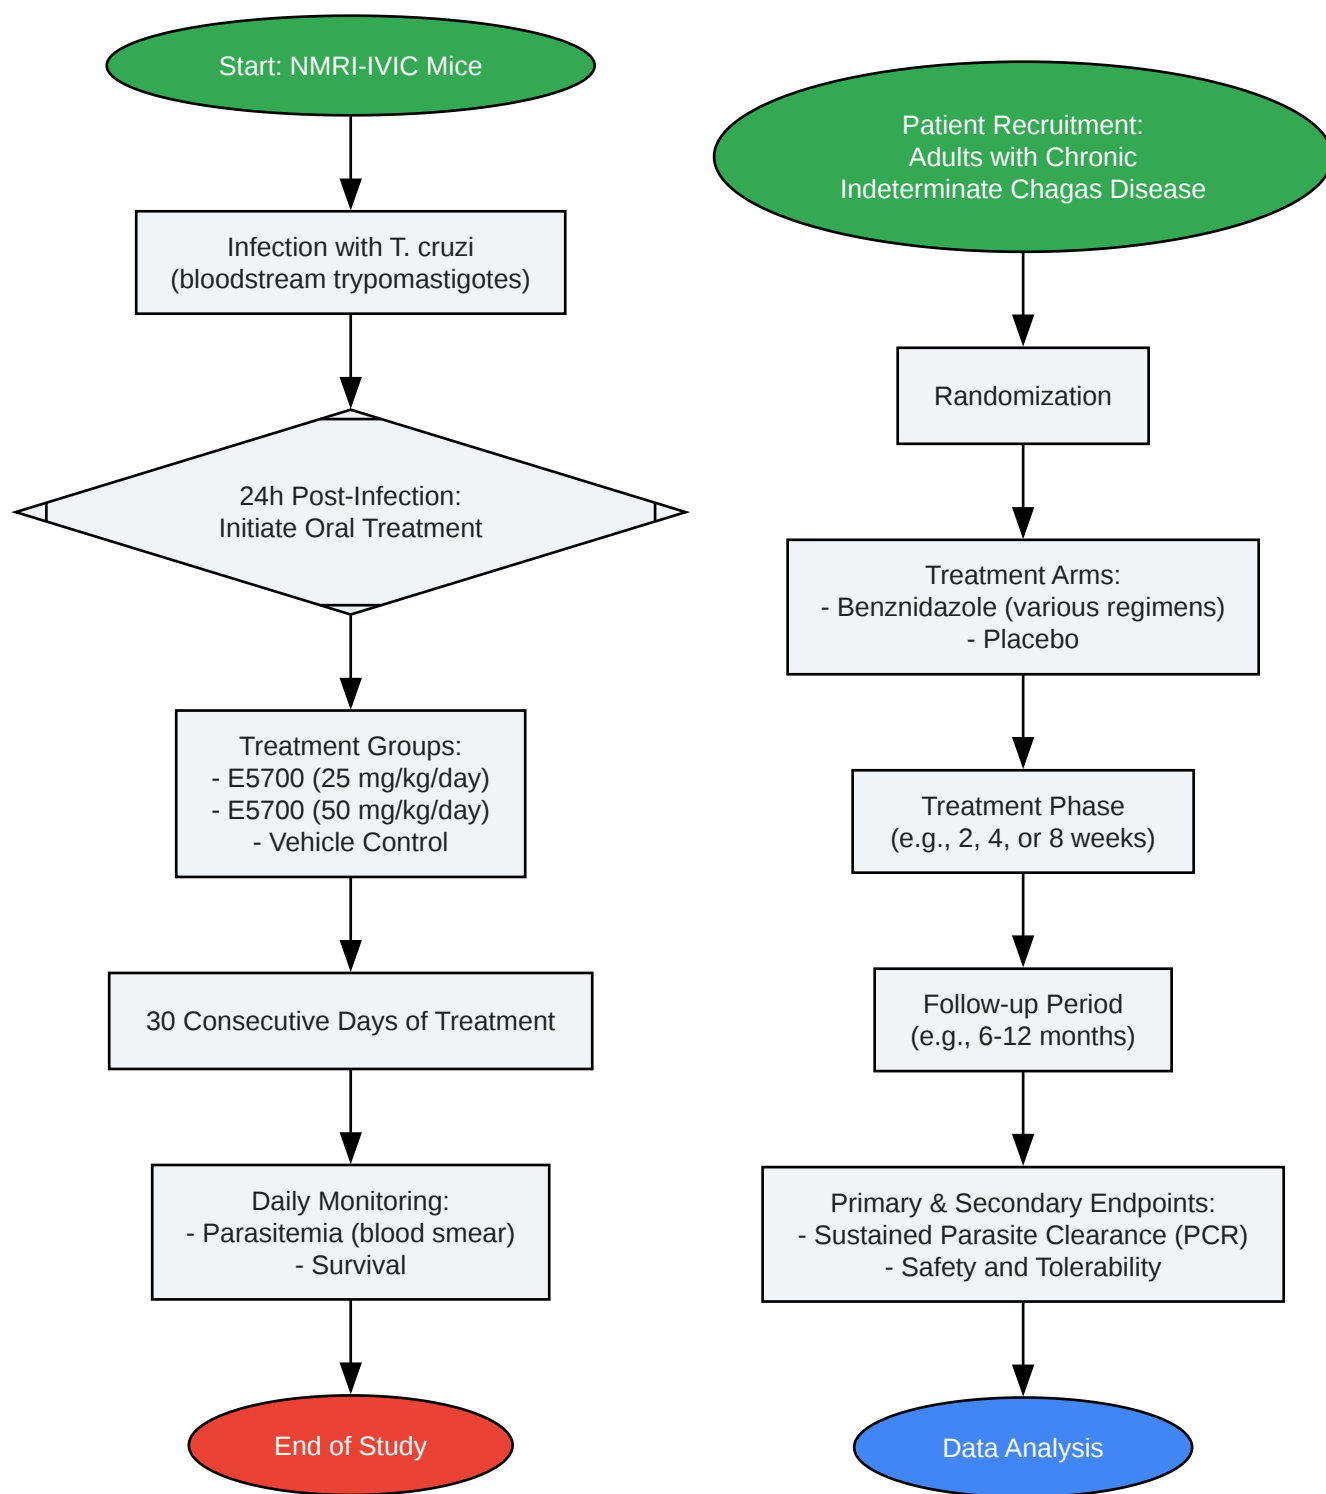 Start: NMRI-IVIC Mice
Infection with T. cruzi
(bloodstream trypomastigotes)
24h Post-Infection:
Initiate Oral Treatment
Treatment Groups:
- E5700 (25 mg/kg/day)
- E5700 (50 mg/kg/day)
- Vehicle Control
30 Consecutive Days of Treatment
Daily Monitoring:
- Parasitemia (blood smear)
- Survival
End of Study
Patient Recruitment:
Adults with Chronic
Indeterminate Chagas Disease
Randomization
Treatment Arms:
- Benznidazole (various regimens)
- Placebo
Treatment Phase
(e.g., 2, 4, or 8 weeks)
Follow-up Period
(e.g., 6-12 months)
Primary & Secondary Endpoints:
- Sustained Parasite Clearance (PCR)
- Safety and Tolerability
Data Analysis